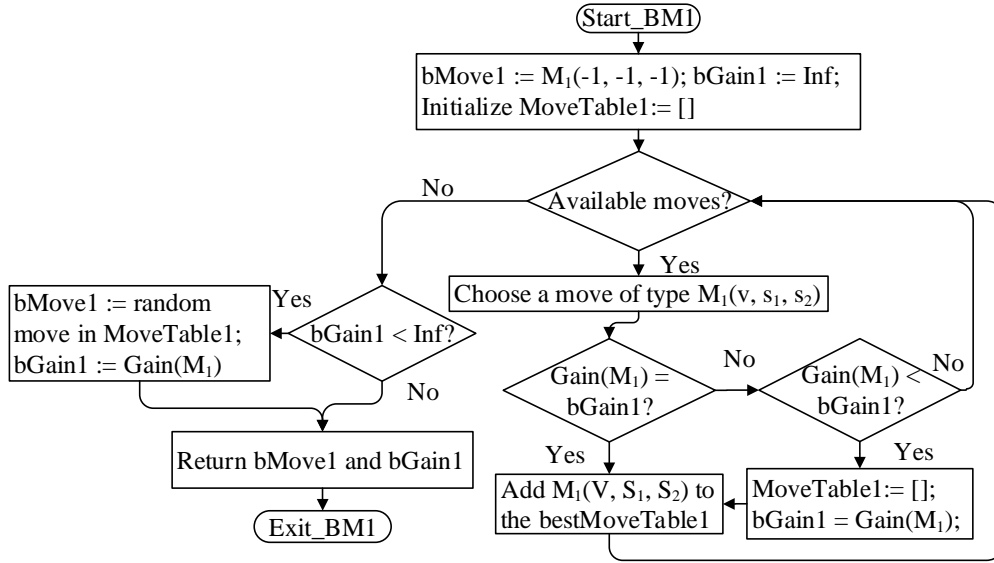 Start_BM1
bMove1 := M₁(-1, -1, -1); bGain1 := Inf;
Initialize MoveTable1:= []
No
Available moves?
Yes
Choose a move of type M₁(v, s₁, s₂)
bMove1 := random
move in MoveTable1;
bGain1 := Gain(M₁)
Yes
bGain1 < Inf?
No
Gain(M₁) =
bGain1?
No
Gain(M₁) <
bGain1?
No
Return bMove1 and bGain1
Yes
Yes
Add M₁(V, S₁, S₂) to
the bestMoveTable1
MoveTable1:= [];
bGain1 = Gain(M₁);
Exit_BM1